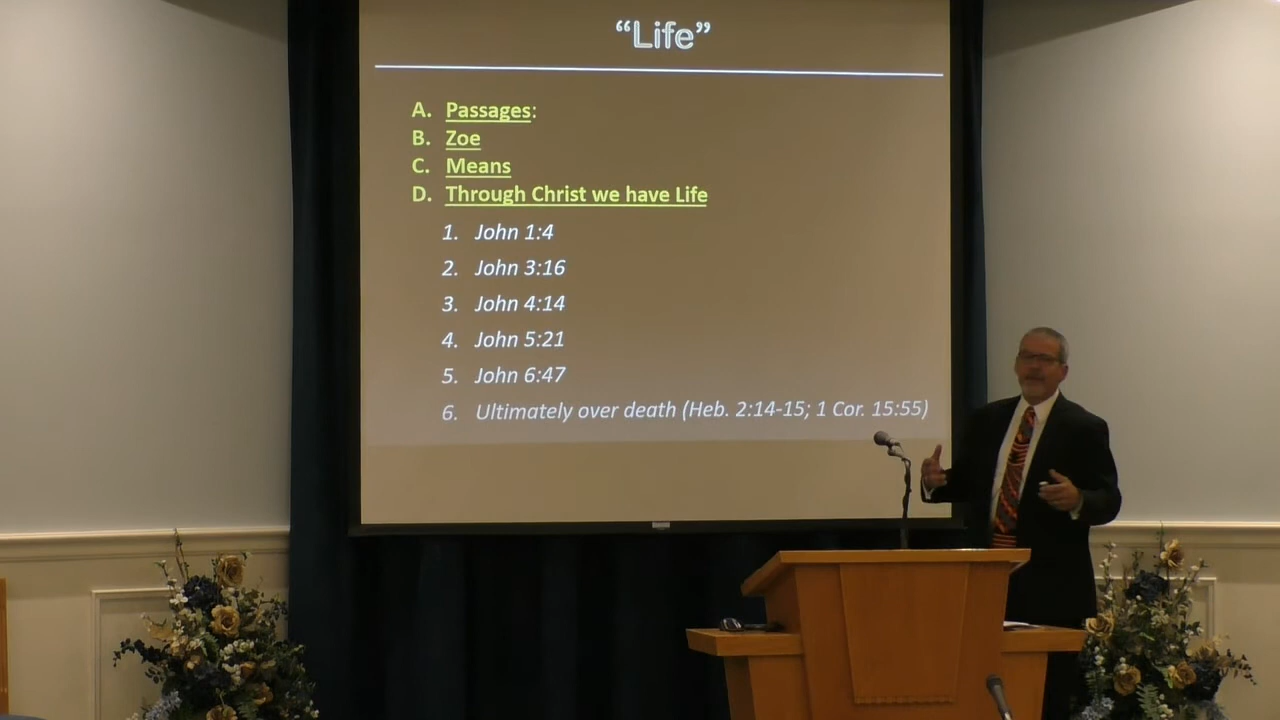 “Life”
A. Passages:
B. Zoe
C. Means
D. Through Christ we have Life
1. John 1:4
2. John 3:16
3. John 4:14
4. John 5:21
5. John 6:47
6. Ultimately over death (Heb. 2:14-15; 1 Cor. 15:55)